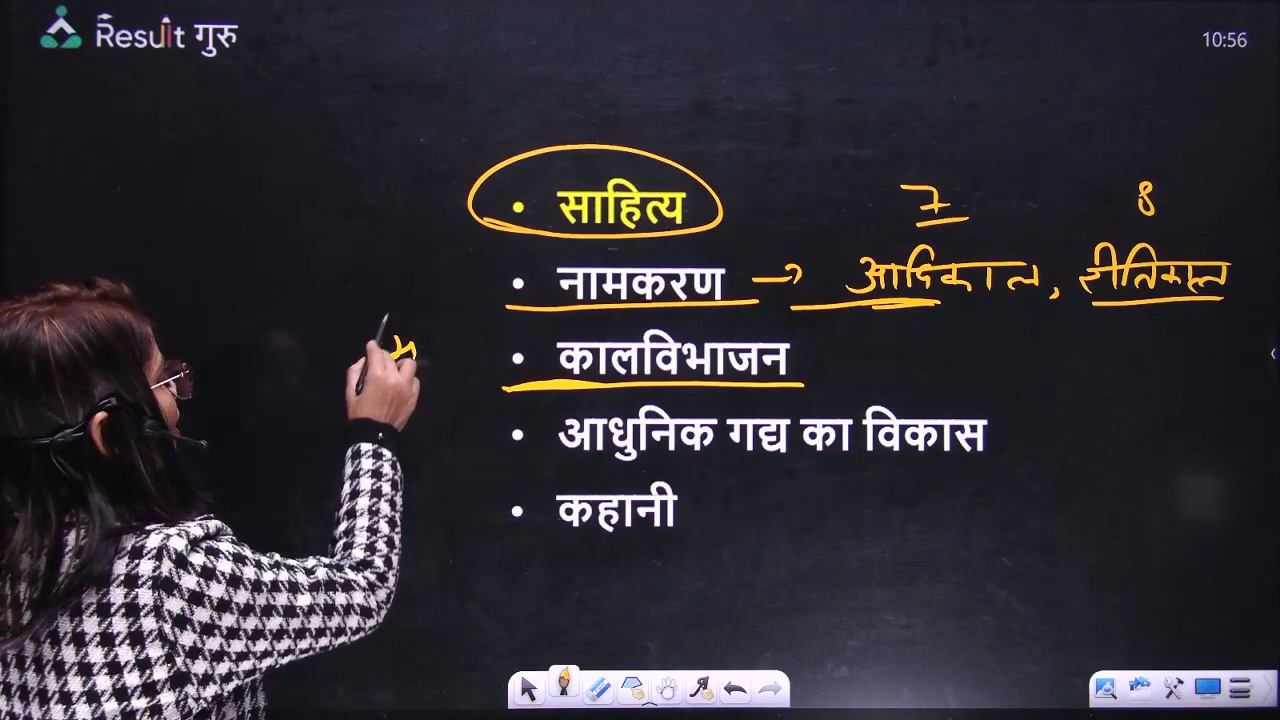 Result गुरु
10:56
• साहित्य 7 8
• नामकरण → आदिकाल, रीतिकाल
• कालविभाजन
• आधुनिक गद्य का विकास
• कहानी